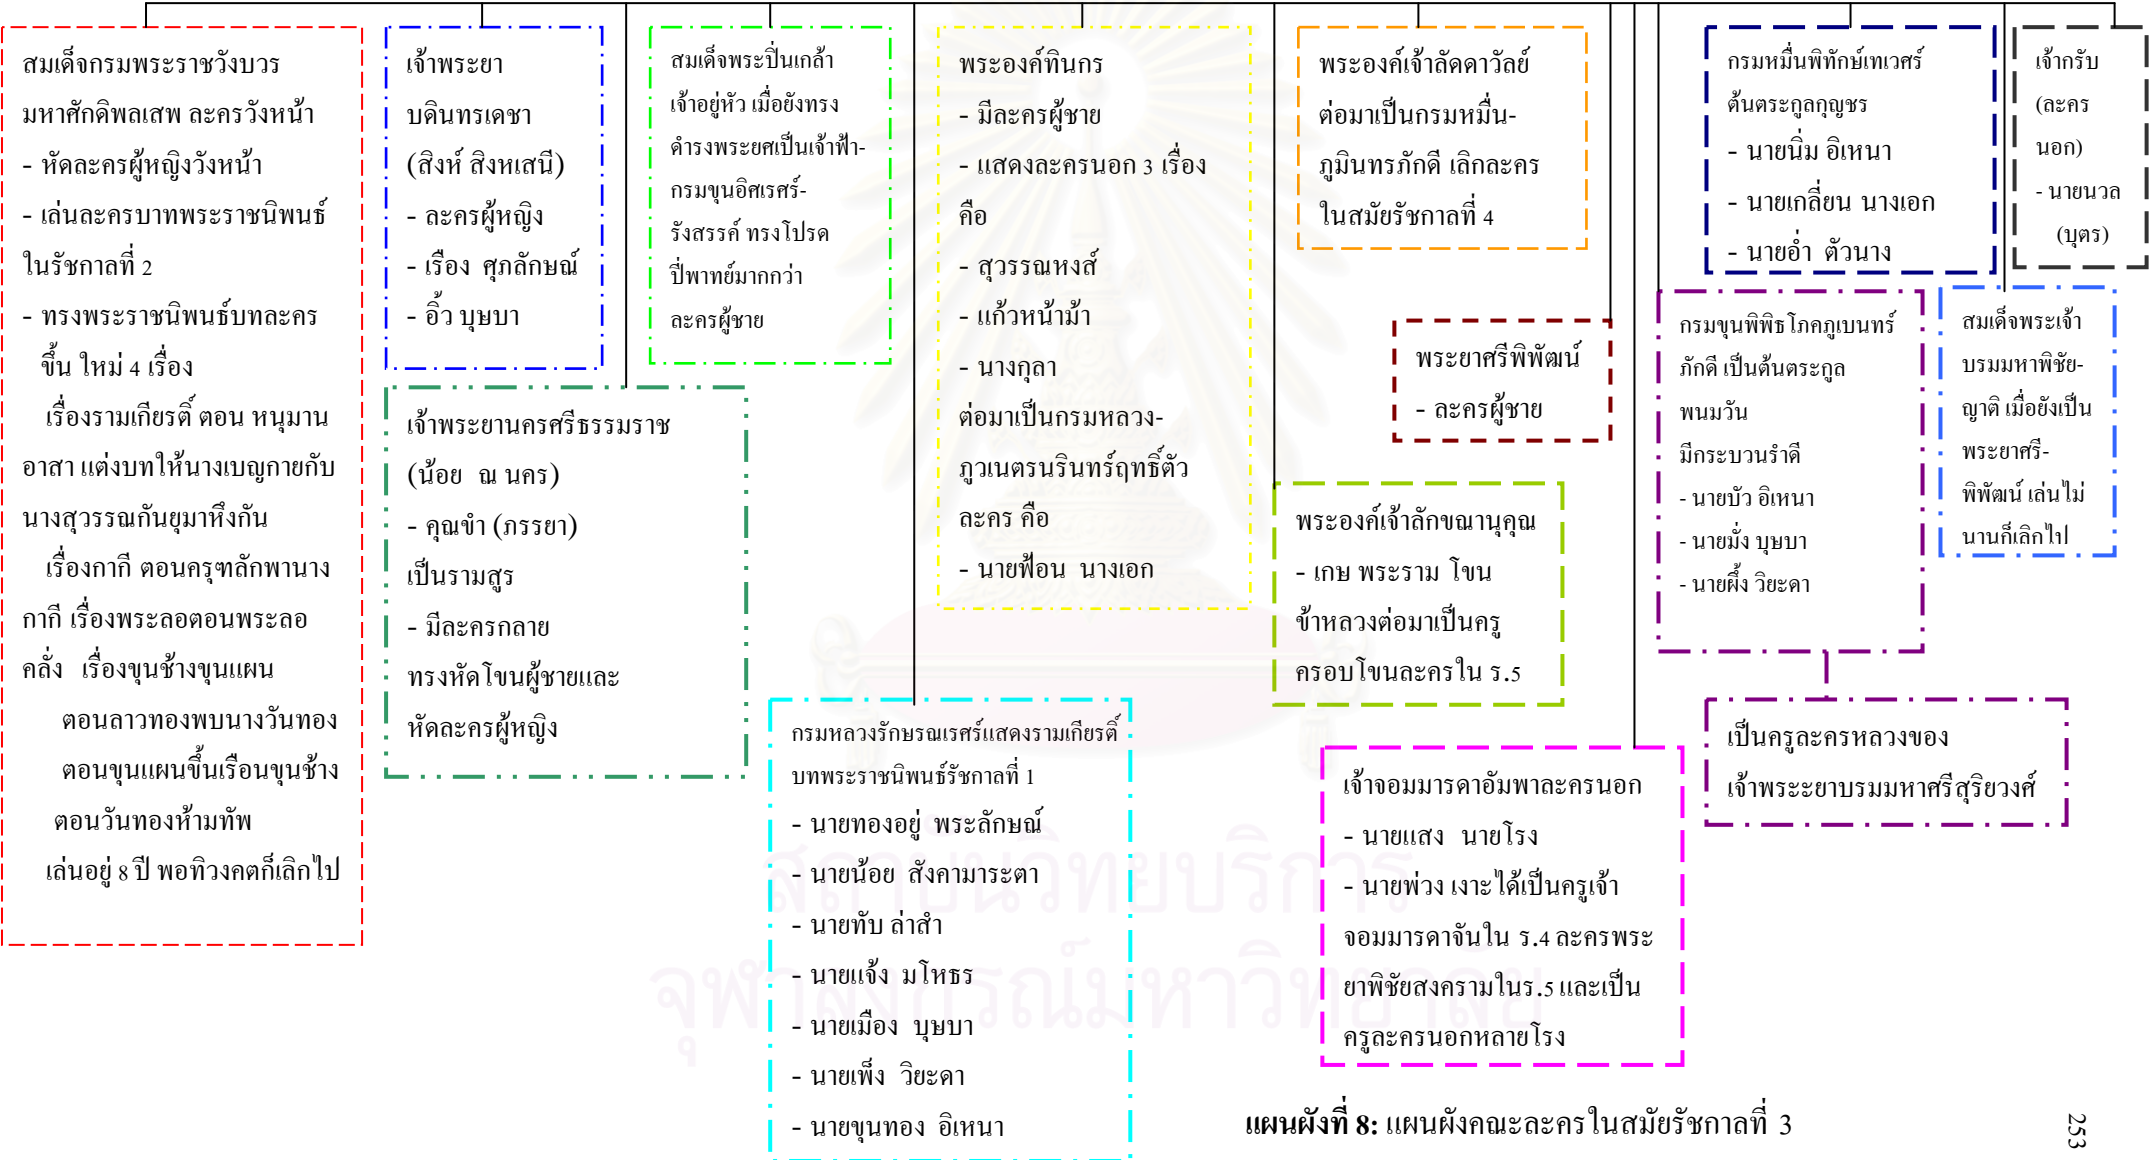 สมเด็จกรมพระราชวังบวร
มหาศักดิพลเสพ ละครวังหน้า
- หัดละครผู้หญิงวังหน้า
- เล่นละครบาทพระราชนิพนธ์
ในรัชกาลที่ 2
- ทรงพระราชนิพนธ์บทละคร
ขึ้น ใหม่ 4 เรื่อง
เรื่องรามเกียรติ์ ตอน หนุมาน
อาสา แต่งบทให้นางเบญกายกับ
นางสุวรรณกันยุมาหึงกัน
เรื่องกากี ตอนครุฑลักพานาง
กากี เรื่องพระลอตอนพระลอ
คลั่ง เรื่องขุนช้างขุนแผน
ตอนลาวทองพบนางวันทอง
ตอนขุนแผนขึ้นเรือนขุนช้าง
ตอนวันทองห้ามทัพ
เล่นอยู่ 8 ปี พอทิวงคตก็เลิกไป
เจ้าพระยา
บดินทรเดชา
(สิงห์ สิงหเสนี)
- ละครผู้หญิง
- เรือง ศุภลักษณ์
- อิ้ว บุษบา
เจ้าพระยานครศรีธรรมราช
(น้อย ณ นคร)
- คุณขำ (ภรรยา)
เป็นรามสูร
- มีละครกลาย
ทรงหัดโขนผู้ชายและ
หัดละครผู้หญิง
สมเด็จพระปิ่นเกล้า
เจ้าอยู่หัว เมื่อยังทรง
ดำรงพระยศเป็นเจ้าฟ้า-
กรมขุนอิศเรศร์-
รังสรรค์ ทรงโปรด
ปี่พาทย์มากกว่า
ละครผู้ชาย
พระองค์ทินกร
- มีละครผู้ชาย
- แสดงละครนอก 3 เรื่อง
คือ
- สุวรรณหงส์
- แก้วหน้าม้า
- นางกุลา
ต่อมาเป็นกรมหลวง-
ภูวเนตรนรินทร์ฤทธิ์ตัว
ละคร คือ
- นายฟ้อน นางเอก
กรมหลวงรักษรณเรศร์แสดงรามเกียรติ์
บทพระราชนิพนธ์รัชกาลที่ 1
- นายทองอยู่ พระลักษณ์
- นายน้อย สังคามาระตา
- นายทับ ล่าสำ
- นายแจ้ง มโหธร
- นายเมือง บุษบา
- นายเพ็ง วิยะดา
- นายขุนทอง อิเหนา
พระองค์เจ้าลัดดาวัลย์
ต่อมาเป็นกรมหมื่น-
ภูมินทรภักดี เลิกละคร
ในสมัยรัชกาลที่ 4
พระยาศรีพิพัฒน์
- ละครผู้ชาย
พระองค์เจ้าลักขณานุคุณ
- เกษ พระราม โขน
ข้าหลวงต่อมาเป็นครู
ครอบโขนละครใน ร.5
เจ้าจอมมารดาอัมพาละครนอก
- นายแสง นายโรง
- นายพ่วง เงาะ ได้เป็นครูเจ้า
จอมมารดาจันใน ร.4 ละครพระ
ยาพิชัยสงครามในร.5 และเป็น
ครูละครนอกหลายโรง
กรมหมื่นพิทักษ์เทเวศร์
ต้นตระกูลกุญชร
- นายนิ่ม อิเหนา
- นายเกลี่ยน นางเอก
- นายอ่ำ ตัวนาง
กรมขุนพิพิธโภคภูเบนทร์
ภักดี เป็นต้นตระกูล
พนมวัน
มีกระบวนรำดี
- นายบัว อิเหนา
- นายมั่ง บุษบา
- นายผึ้ง วิยะดา
เป็นครูละครหลวงของ
เจ้าพระะยาบรมมหาศรีสุริยวงศ์
เจ้ากรับ
(ละคร
นอก)
- นายนวล
(บุตร)
สมเด็จพระเจ้า
บรมมหาพิชัย-
ญาติ เมื่อยังเป็น
พระยาศรี-
พิพัฒน์ เล่นไม่
นานก็เลิกไป
สถาบันวิทยบริการ
จุฬาลงกรณ์มหาวิทยาลัย
แผนผังที่ 8: แผนผังคณะละครในสมัยรัชกาลที่ 3
253